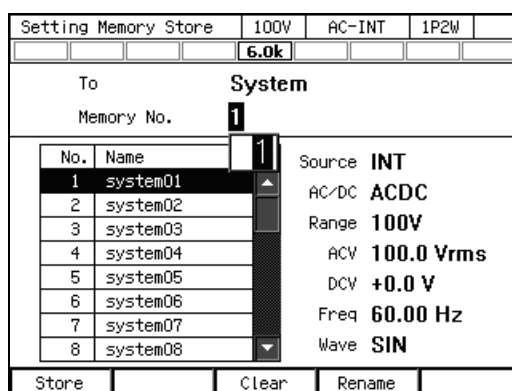 Setting Memory Store 100V AC-INT 1P2W
6.0k
To System
Memory No. 1
1
No. Name
1 system01
2 system02
3 system03
4 system04
5 system05
6 system06
7 system07
8 system08
Source INT
AC/DC ACDC
Range 100V
ACV 100.0 Vrms
DCV +0.0 V
Freq 60.00 Hz
Wave SIN
Store Clear Rename